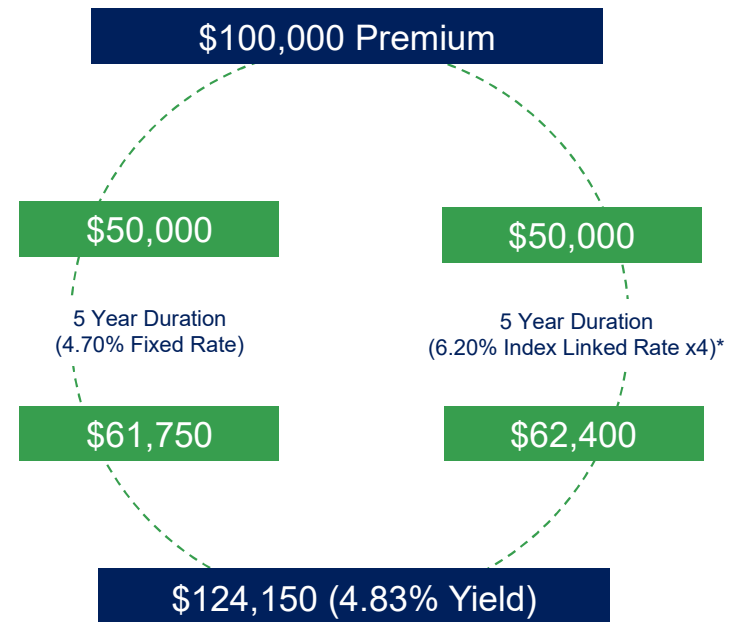 $100,000 Premium
$50,000
$50,000
5 Year Duration
(4.70% Fixed Rate)
5 Year Duration
(6.20% Index Linked Rate x4)*
$61,750
$62,400
$124,150 (4.83% Yield)